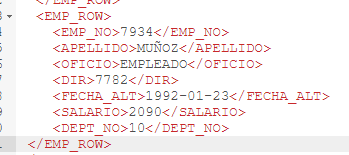 </EMP_ROW>
<EMP_ROW>
<EMP_NO>7934</EMP_NO>
<APELLIDO>MUÑOZ</APELLIDO>
<OFICIO>EMPLEADO</OFICIO>
<DIR>7782</DIR>
<FECHA_ALT>1992-01-23</FECHA_ALT>
<SALARIO>2090</SALARIO>
<DEPT_NO>10</DEPT_NO>
</EMP_ROW>